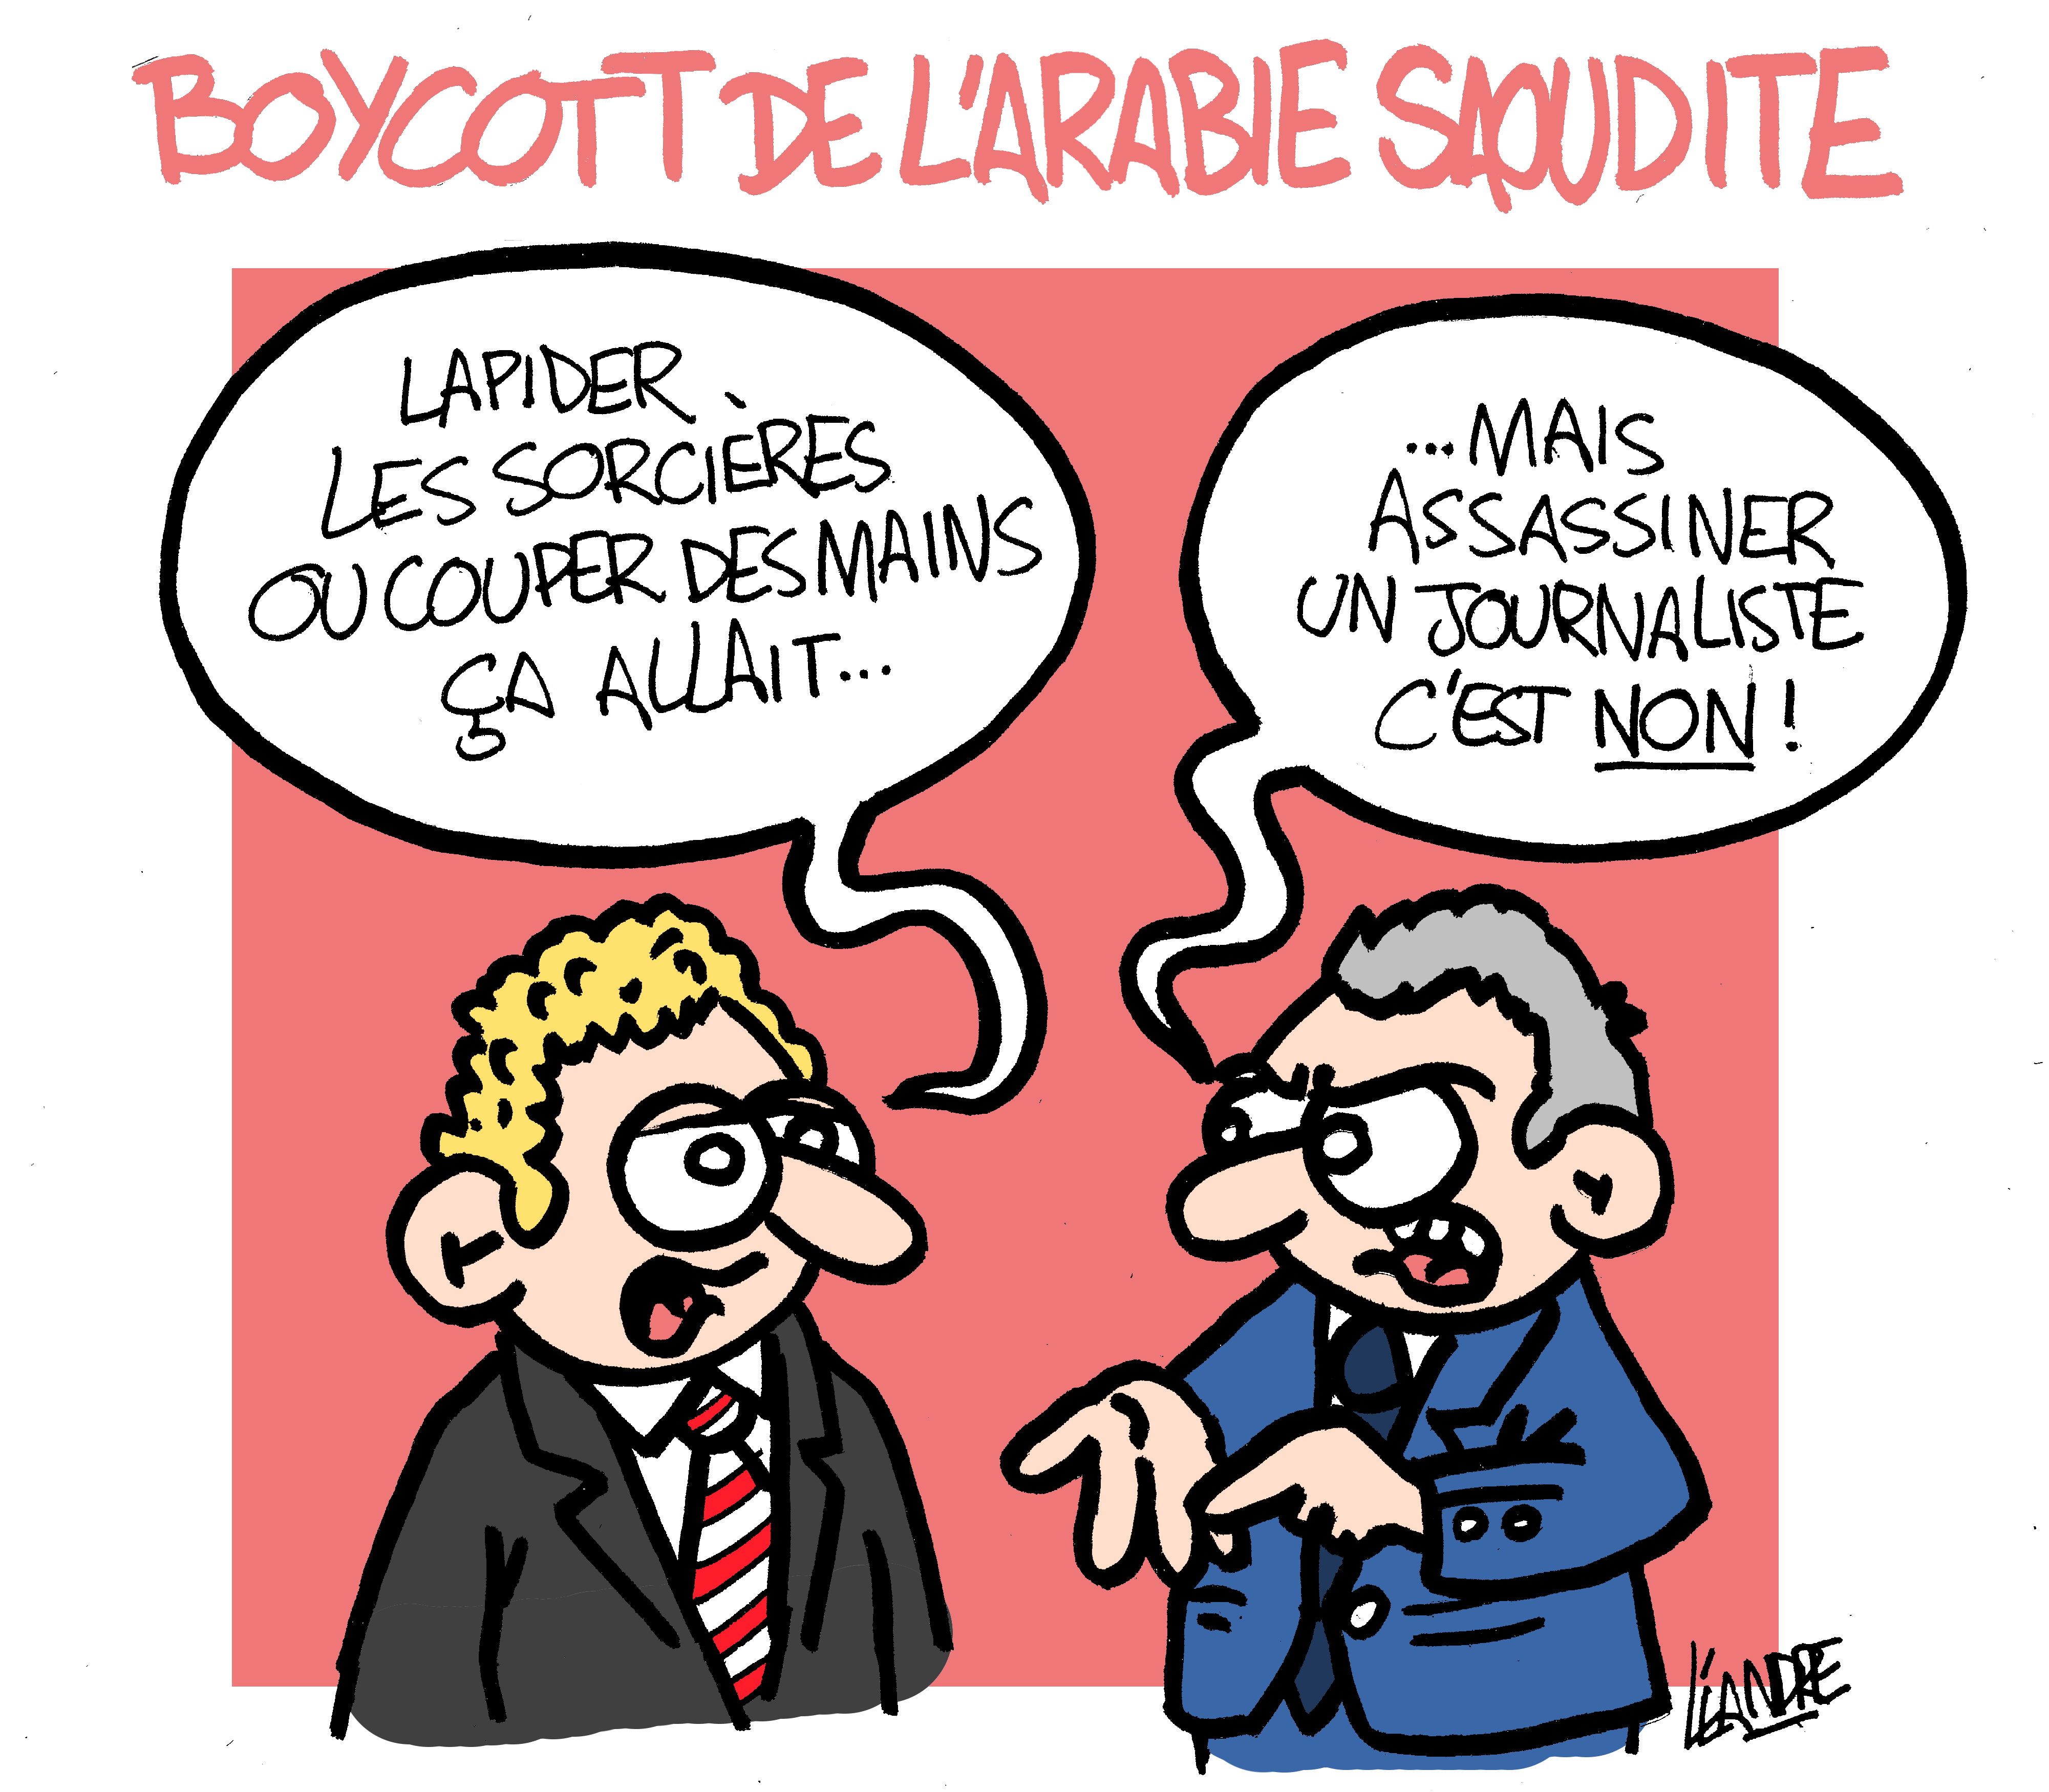 BOYCOTT DE L'ARABIE SAOUDITE
LAPIDER
LES SORCIÈRES
OU COUPER DES MAINS
ÇA ALLAIT...
...MAIS
ASSASSINER
UN JOURNALISTE
C'EST NON!
LÉANDRE